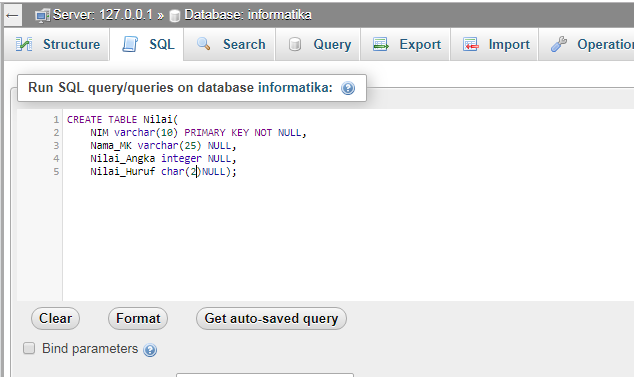 ← Server: 127.0.0.1 » Database: informatika
Structure SQL Search Query Export Import Operation
Run SQL query/queries on database informatika:
1 CREATE TABLE Nilai(
2 NIM varchar(10) PRIMARY KEY NOT NULL,
3 Nama_MK varchar(25) NULL,
4 Nilai_Angka integer NULL,
5 Nilai_Huruf char(2)NULL);
Clear Format Get auto-saved query
Bind parameters